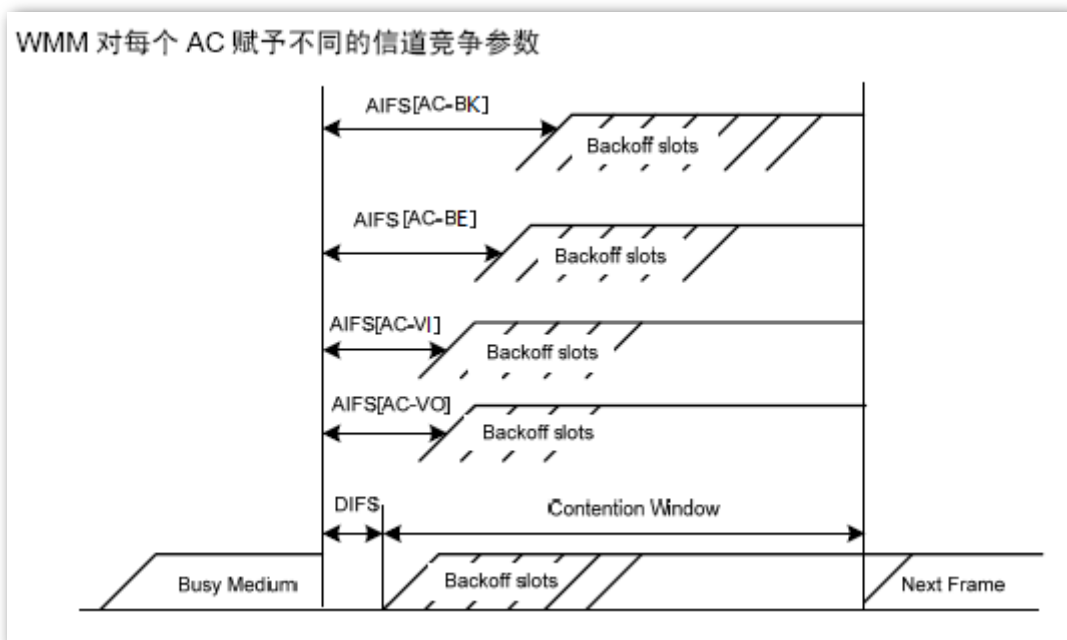 WMM 对每个 AC 赋予不同的信道竞争参数
AIFS[AC-BK]
Backoff slots
AIFS[AC-BE]
Backoff slots
AIFS[AC-VI]
Backoff slots
AIFS[AC-VO]
Backoff slots
DIFS
Contention Window
Busy Medium
Backoff slots
Next Frame